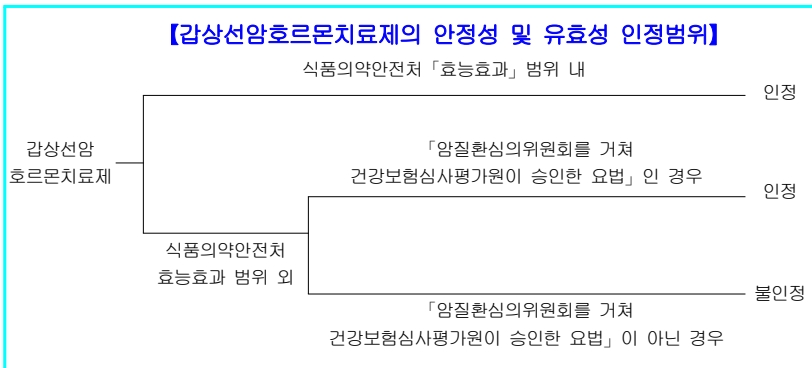 【갑상선암호르몬치료제의 안정성 및 유효성 인정범위】
식품의약안전처「효능효과」범위 내
인정
갑상선암
호르몬치료제
「암질환심의위원회를 거쳐
건강보험심사평가원이 승인한 요법」인 경우
인정
식품의약안전처
효능효과 범위 외
불인정
「암질환심의위원회를 거쳐
건강보험심사평가원이 승인한 요법」이 아닌 경우